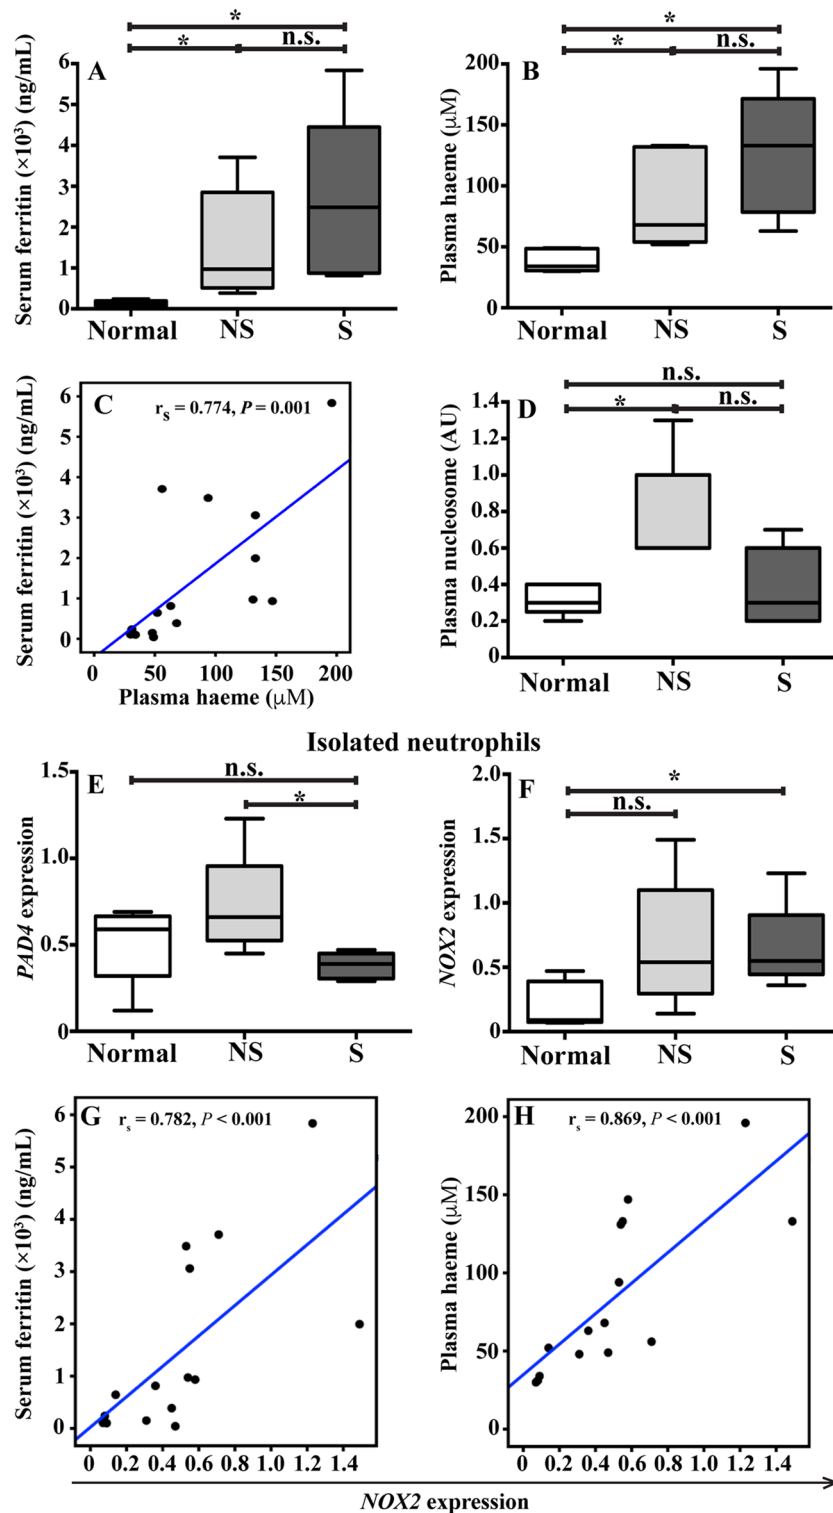 A
*
*
n.s.
Serum ferritin (×10³) (ng/mL)
6
5
4
3
2
1
0
Normal NS S
B
*
*
n.s.
Plasma haeme (μM)
200
150
100
50
0
Normal NS S
C
rs = 0.774, P = 0.001
Serum ferritin (×10³) (ng/mL)
6
5
4
3
2
1
0
0 50 100 150 200
Plasma haeme (μM)
D
n.s.
*
n.s.
Plasma nucleosome (AU)
1.4
1.2
1.0
0.8
0.6
0.4
0.2
0
Normal NS S
Isolated neutrophils
E
n.s.
*
PAD4 expression
1.5
1.0
0.5
0
Normal NS S
F
*
n.s.
NOX2 expression
2.0
1.5
1.0
0.5
0
Normal NS S
G
rs = 0.782, P < 0.001
Serum ferritin (×10³) (ng/mL)
6
5
4
3
2
1
0
0 0.2 0.4 0.6 0.8 1.0 1.2 1.4
H
rs = 0.869, P < 0.001
Plasma haeme (μM)
200
150
100
50
0
0 0.2 0.4 0.6 0.8 1.0 1.2 1.4
NOX2 expression